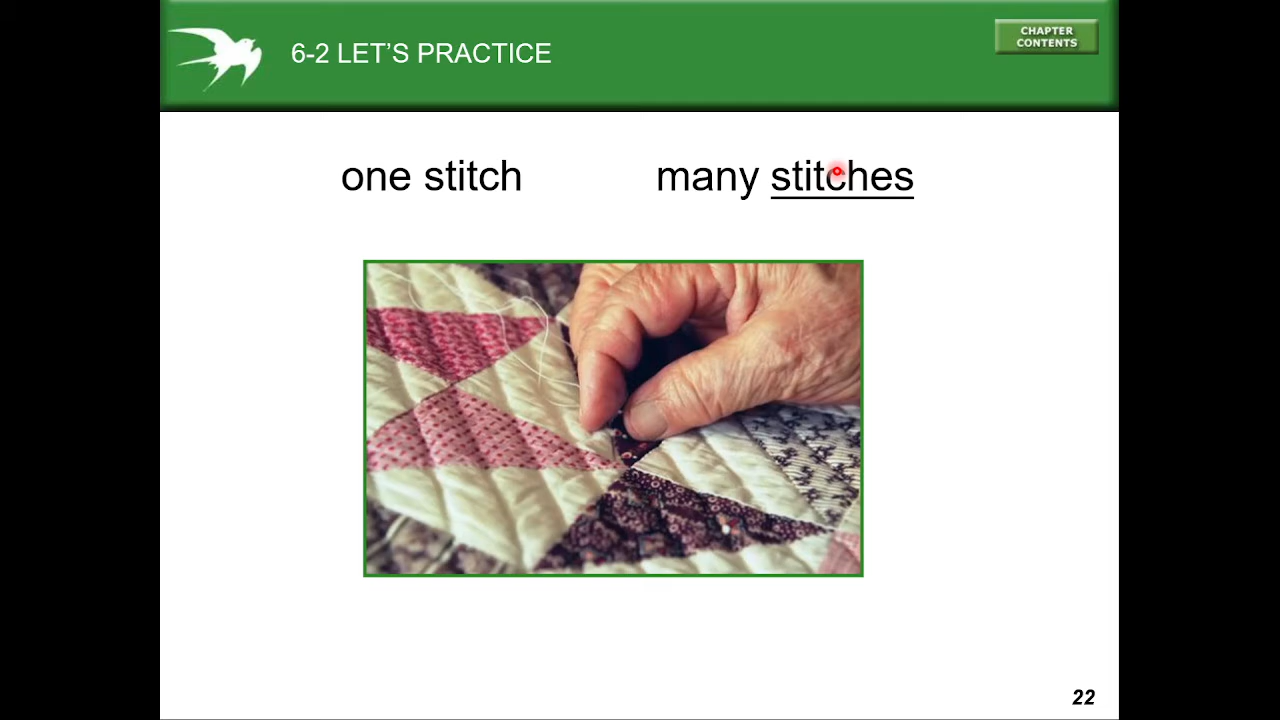 6-2 LET'S PRACTICE
CHAPTER
CONTENTS
one stitch many stitches
22